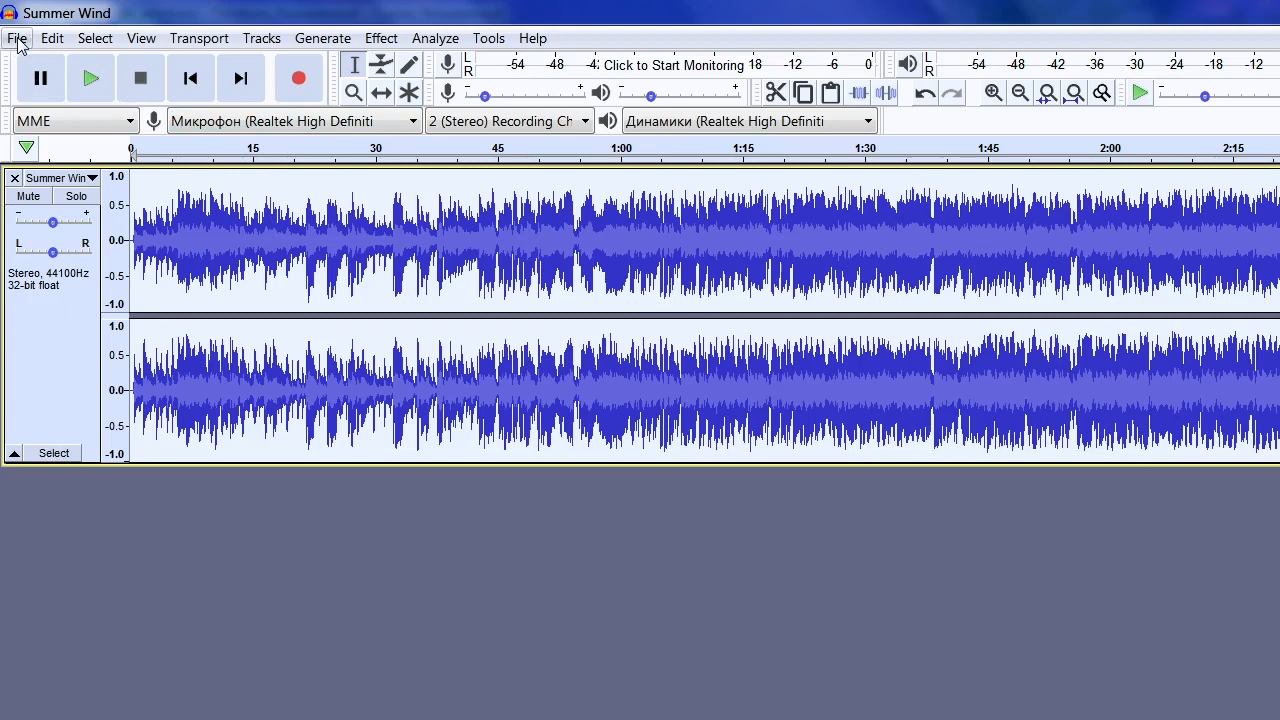 Summer Wind
File Edit Select View Transport Tracks Generate Effect Analyze Tools Help
L R -54 -48 -4 Click to Start Monitoring 18 -12 -6 0 L R -54 -48 -42 -36 -30 -24 -18 -12
- + - + -
MME Микрофон (Realtek High Definiti 2 (Stereo) Recording Ch Динамики (Realtek High Definiti
0 15 30 45 1:00 1:15 1:30 1:45 2:00 2:15
Summer Win 1.0
Mute Solo 0.5
- +
L R 0.0
Stereo, 44100Hz -0.5
32-bit float
-1.0
1.0
0.5
0.0
-0.5
Select -1.0